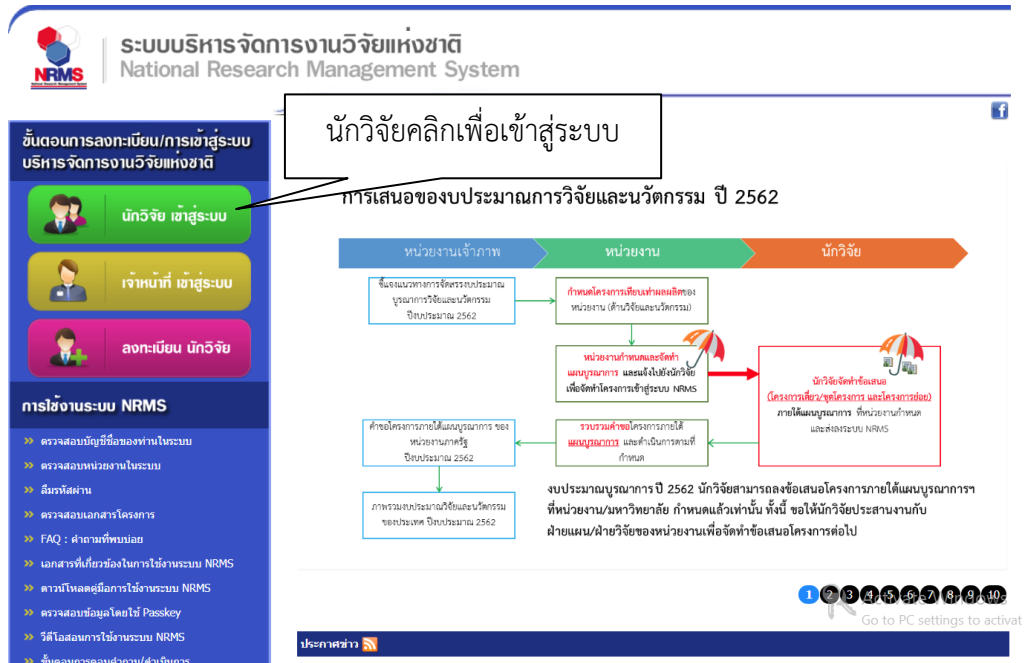 ระบบบริหารจัดการงานวิจัยแห่งชาติ
NRMS
National Research Management System
นักวิจัยคลิกเพื่อเข้าสู่ระบบ
ขั้นตอนการลงทะเบียน/การเข้าสู่ระบบ
บริหารจัดการงานวิจัยแห่งชาติ
นักวิจัย เข้าสู่ระบบ
เจ้าหน้าที่ เข้าสู่ระบบ
ลงทะเบียน นักวิจัย
การใช้งานระบบ NRMS
ตรวจสอบบัญชีชื่อของท่านในระบบ
ตรวจสอบหน่วยงานในระบบ
ลืมรหัสผ่าน
ตรวจสอบเอกสารโครงการ
FAQ : คำถามที่พบบ่อย
เอกสารที่เกี่ยวข้องในการใช้งานระบบ NRMS
ดาวน์โหลดคู่มือการใช้งานระบบ NRMS
ตรวจสอบข้อมูลโดยใช้ Passkey
วีดีโอสอนการใช้งานระบบ NRMS
ขั้นตอนการตอบคำถาม/ดำเนินการ
การเสนอของบประมาณการวิจัยและนวัตกรรม ปี 2562
หน่วยงานเจ้าภาพ
หน่วยงาน
นักวิจัย
ชี้แจงแนวทางการจัดสรรงบประมาณ
บูรณาการวิจัยและนวัตกรรม
ปีงบประมาณ 2562
กำหนดโครงการเทียบเท่าผลผลิตของ
หน่วยงาน (ด้านวิจัยและนวัตกรรม)
หน่วยงานกำหนดและจัดทำ
แผนบูรณาการ และแจ้งไปยังนักวิจัย
เพื่อจัดทำโครงการเข้าสู่ระบบ NRMS
นักวิจัยจัดทำข้อเสนอ
(โครงการเดี่ยว/ชุดโครงการ และโครงการย่อย)
ภายใต้แผนบูรณาการ ที่หน่วยงานกำหนด
และส่งลงระบบ NRMS
คำขอโครงการภายใต้แผนบูรณาการ ของ
หน่วยงานภาครัฐ
ปีงบประมาณ 2562
รวบรวมคำขอโครงการภายใต้
แผนบูรณาการ และดำเนินการตามที่
กำหนด
ภาพรวมงบประมาณวิจัยและนวัตกรรม
ของประเทศ ปีงบประมาณ 2562
งบประมาณบูรณาการปี 2562 นักวิจัยสามารถลงข้อเสนอโครงการภายใต้แผนบูรณาการฯ
ที่หน่วยงาน/มหาวิทยาลัย กำหนดแล้วเท่านั้น ทั้งนี้ ขอให้นักวิจัยประสานงานกับ
ฝ่ายแผน/ฝ่ายวิจัยของหน่วยงานเพื่อจัดทำข้อเสนอโครงการต่อไป
1 2 3 4 5 6 7 8 9 10
Activate Windows
Go to PC settings to activat
ประกาศข่าว